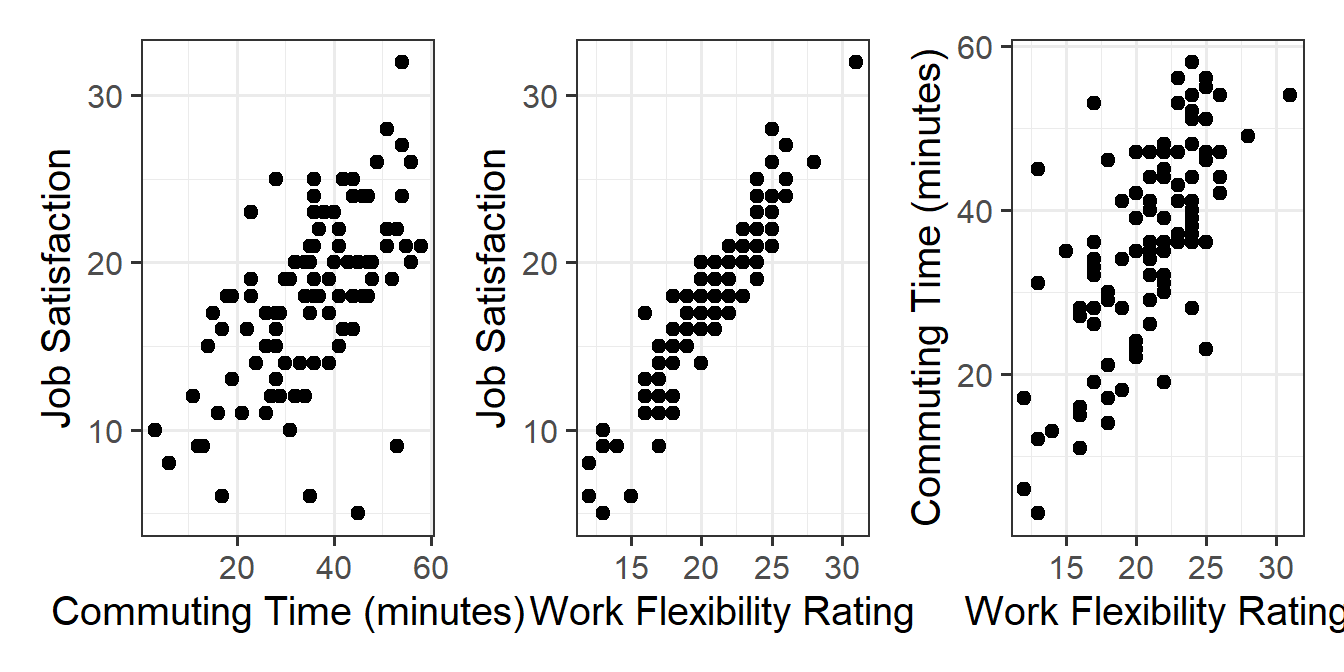 Job Satisfaction
30
20
10
20 40 60
Commuting Time (minutes)
Job Satisfaction
30
20
10
15 20 25 30
Work Flexibility Rating
Commuting Time (minutes)
60
40
20
15 20 25 30
Work Flexibility Rating